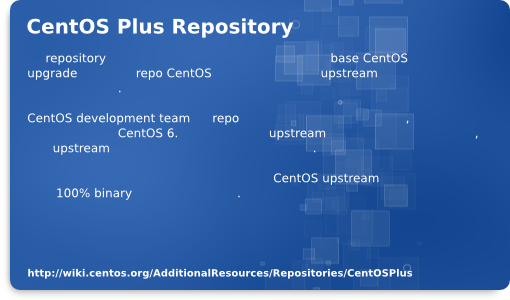 CentOS Plus Repository
repository base CentOS
upgrade repo CentOS upstream
.
CentOS development team repo ,
CentOS 6. upstream ,
upstream .
CentOS upstream
100% binary .
http://wiki.centos.org/AdditionalResources/Repositories/CentOSPlus